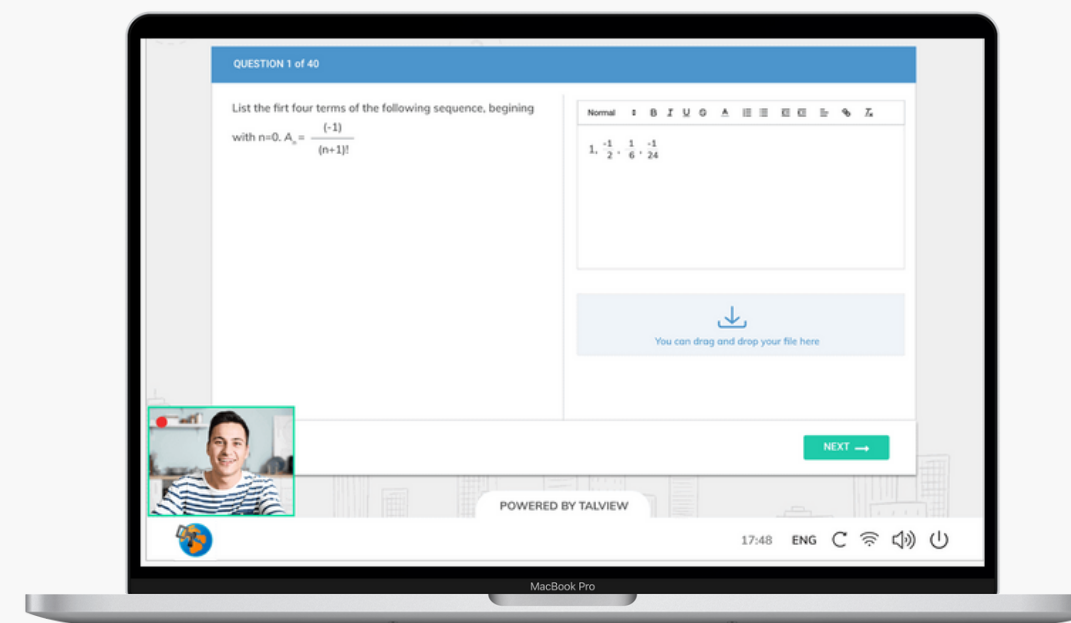 QUESTION 1 of 40
List the firt four terms of the following sequence, begining
with n=0. Aₙ = (-1)/(n+1)!
Normal B I U S A
1, -1/2, 1/6, -1/24
You can drag and drop your file here
NEXT
POWERED BY TALVIEW
17:48 ENG
MacBook Pro